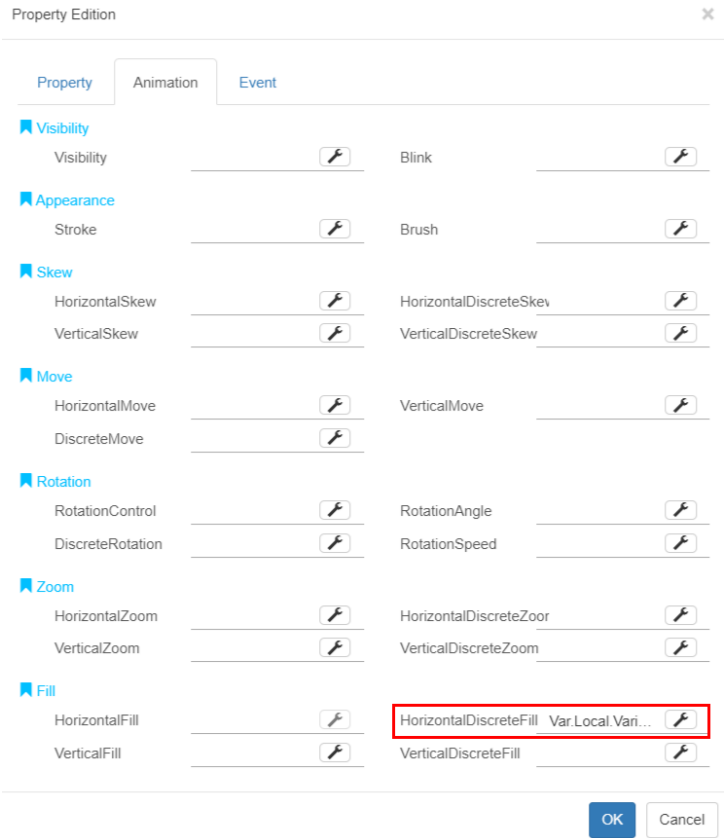 Property Edition ×
Property Animation Event
Visibility
Visibility Blink
Appearance
Stroke Brush
Skew
HorizontalSkew HorizontalDiscreteSkew
VerticalSkew VerticalDiscreteSkew
Move
HorizontalMove VerticalMove
DiscreteMove
Rotation
RotationControl RotationAngle
DiscreteRotation RotationSpeed
Zoom
HorizontalZoom HorizontalDiscreteZoor
VerticalZoom VerticalDiscreteZoom
Fill
HorizontalFill HorizontalDiscreteFill Var.Local.Vari...
VerticalFill VerticalDiscreteFill
OK Cancel